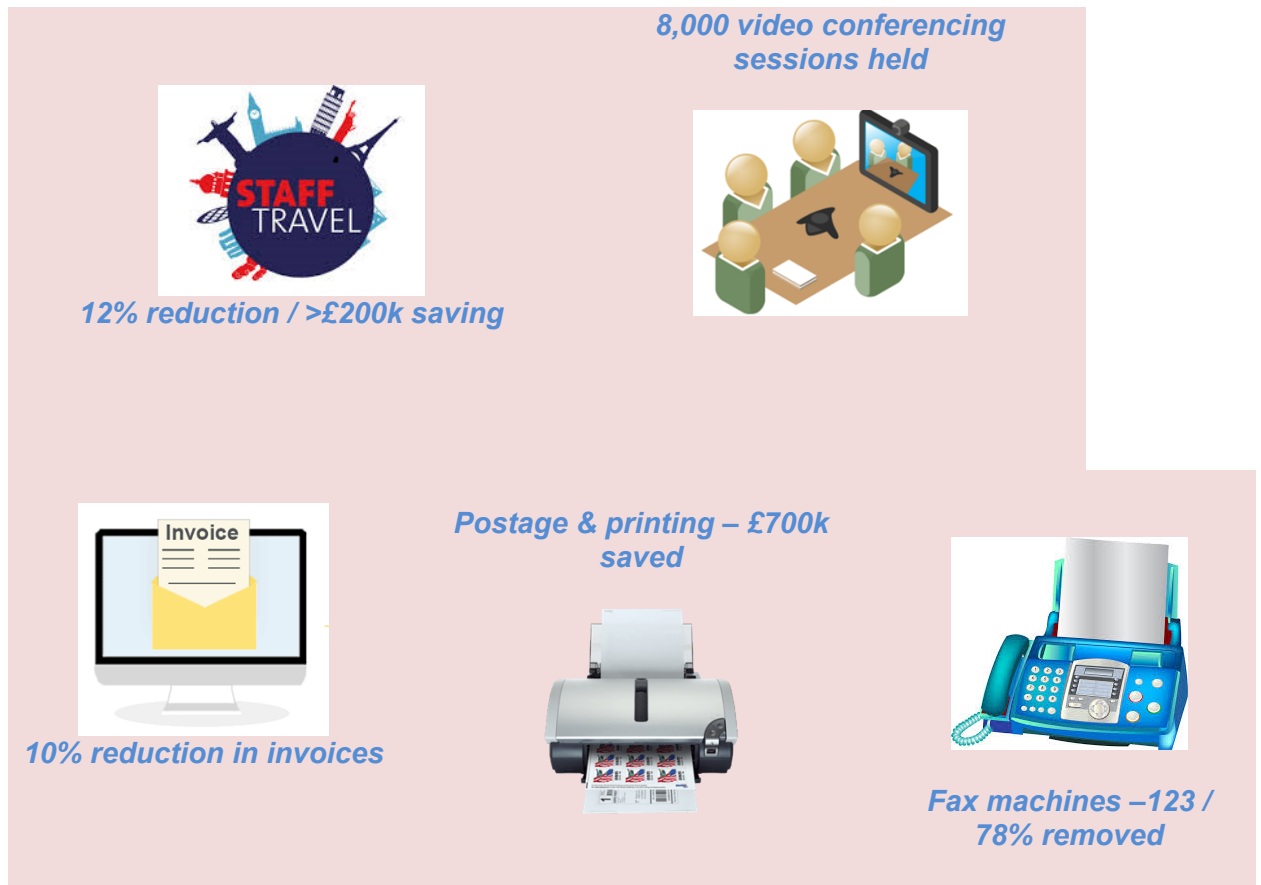 8,000 video conferencing
sessions held
STAFF
TRAVEL
12% reduction / >£200k saving
Invoice
Postage & printing – £700k
saved
10% reduction in invoices
Fax machines –123 /
78% removed